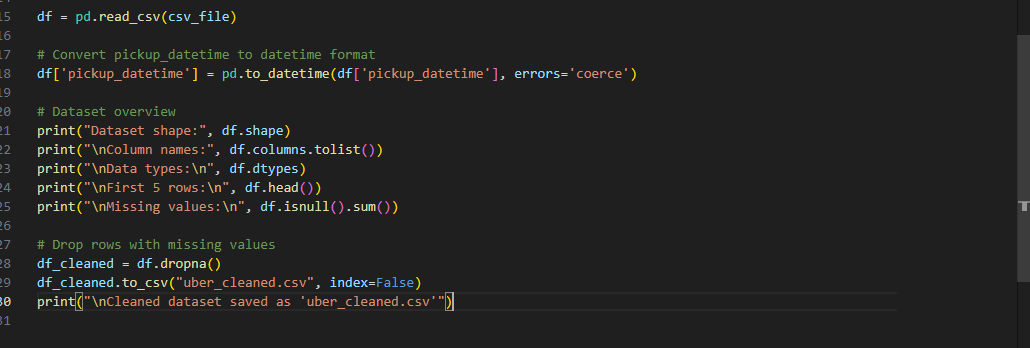 15 df = pd.read_csv(csv_file)
16
17 # Convert pickup_datetime to datetime format
18 df['pickup_datetime'] = pd.to_datetime(df['pickup_datetime'], errors='coerce')
19
20 # Dataset overview
21 print("Dataset shape:", df.shape)
22 print("\nColumn names:", df.columns.tolist())
23 print("\nData types:\n", df.dtypes)
24 print("\nFirst 5 rows:\n", df.head())
25 print("\nMissing values:\n", df.isnull().sum())
26
27 # Drop rows with missing values
28 df_cleaned = df.dropna()
29 df_cleaned.to_csv("uber_cleaned.csv", index=False)
30 print("\nCleaned dataset saved as 'uber_cleaned.csv'")
31